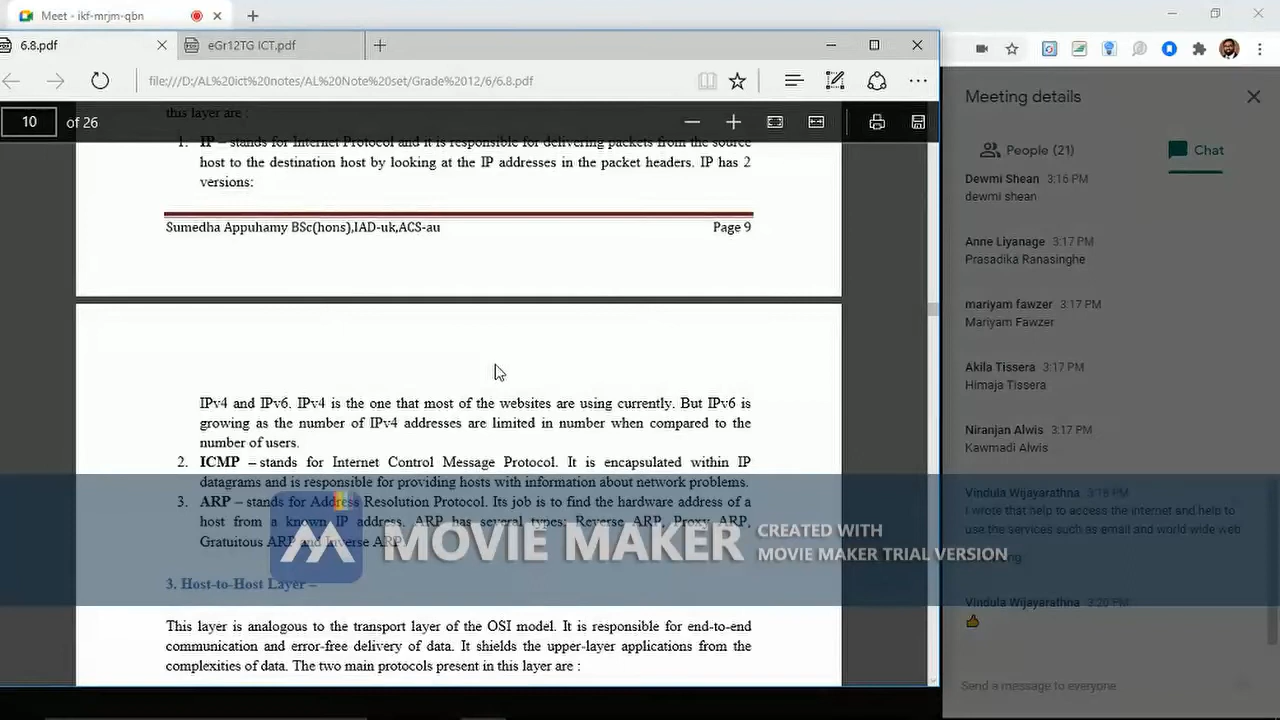 Meet - ikf-mrjm-qbn
6.8.pdf
eGr12TG ICT.pdf
file:///D:/AL%20ict%20notes/AL%20Note%20set/Grade%2012/6/6.8.pdf
10 of 26
this layer are :
1. IP – stands for Internet Protocol and it is responsible for delivering packets from the source
host to the destination host by looking at the IP addresses in the packet headers. IP has 2
versions:
Sumedha Appuhamy BSc(hons),IAD-uk,ACS-au Page 9
IPv4 and IPv6. IPv4 is the one that most of the websites are using currently. But IPv6 is
growing as the number of IPv4 addresses are limited in number when compared to the
number of users.
2. ICMP – stands for Internet Control Message Protocol. It is encapsulated within IP
datagrams and is responsible for providing hosts with information about network problems.
3. ARP – stands for Address Resolution Protocol. Its job is to find the hardware address of a
host from a known IP address. ARP has several types: Reverse ARP, Proxy ARP,
Gratuitous ARP and Inverse ARP.
3. Host-to-Host Layer –
This layer is analogous to the transport layer of the OSI model. It is responsible for end-to-end
communication and error-free delivery of data. It shields the upper-layer applications from the
complexities of data. The two main protocols present in this layer are :
MOVIE MAKER
CREATED WITH
MOVIE MAKER TRIAL VERSION
Meeting details
People (21)
Chat
Dewmi Shean 3:16 PM
dewmi shean
Anne Liyanage 3:17 PM
Prasadika Ranasinghe
mariyam fawzer 3:17 PM
Mariyam Fawzer
Akila Tissera 3:17 PM
Himaja Tissera
Niranjan Alwis 3:17 PM
Kawmadi Alwis
Vindula Wijayarathna 3:18 PM
I wrote that help to access the internet and help to
use the services such as email and world wide web
Vindula Wijayarathna 3:20 PM
👍
Send a message to everyone